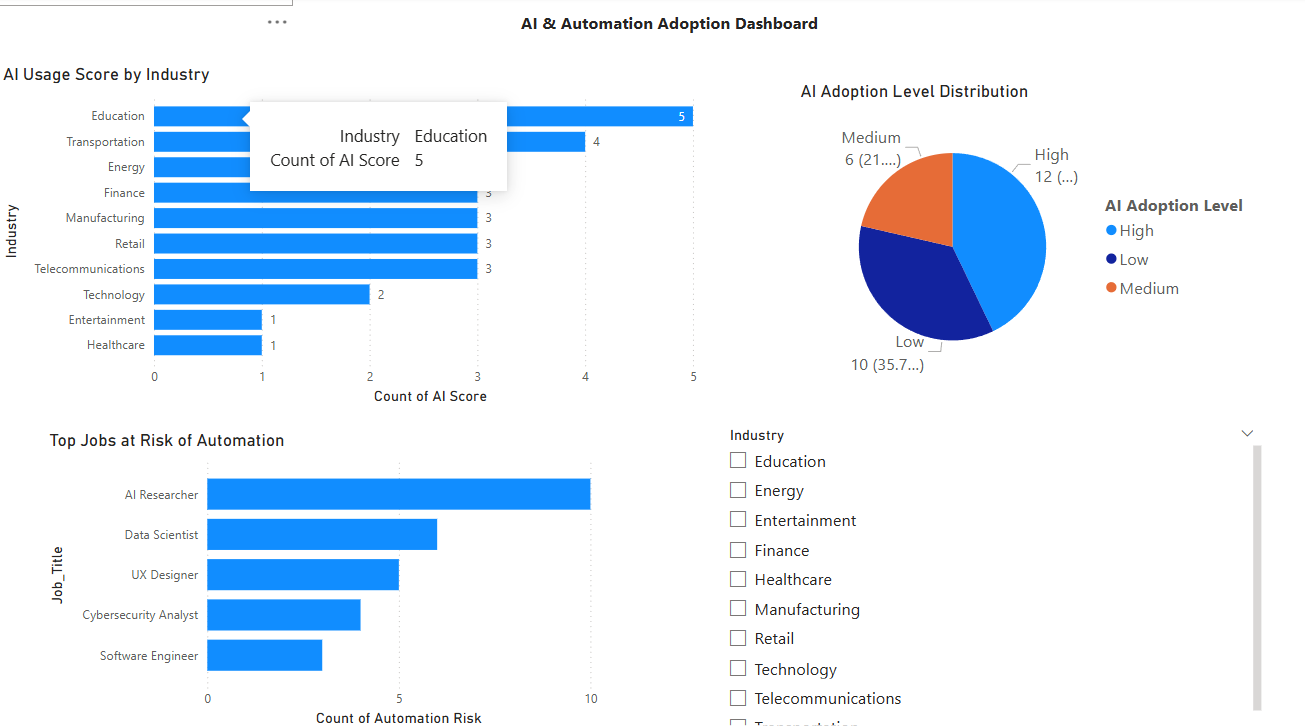 AI & Automation Adoption Dashboard
AI Usage Score by Industry
Industry
Education
Transportation
Energy
Finance
Manufacturing
Retail
Telecommunications
Technology
Entertainment
Healthcare
5
4
3
3
3
3
2
1
1
Industry Education
Count of AI Score 5
0 1 2 3 4 5
Count of AI Score
AI Adoption Level Distribution
Medium
6 (21....)
High
12 (...)
Low
10 (35.7...)
AI Adoption Level
High
Low
Medium
Top Jobs at Risk of Automation
Job_Title
AI Researcher
Data Scientist
UX Designer
Cybersecurity Analyst
Software Engineer
0 5 10
Count of Automation Risk
Industry
Education
Energy
Entertainment
Finance
Healthcare
Manufacturing
Retail
Technology
Telecommunications
Transportation